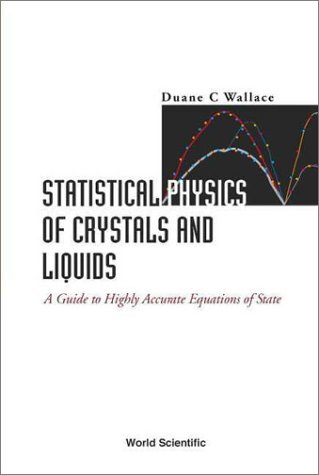 Duane C Wallace
STATISTICAL PHYSICS
OF CRYSTALS AND
LIQUIDS
A Guide to Highly Accurate Equations of State
World Scientific